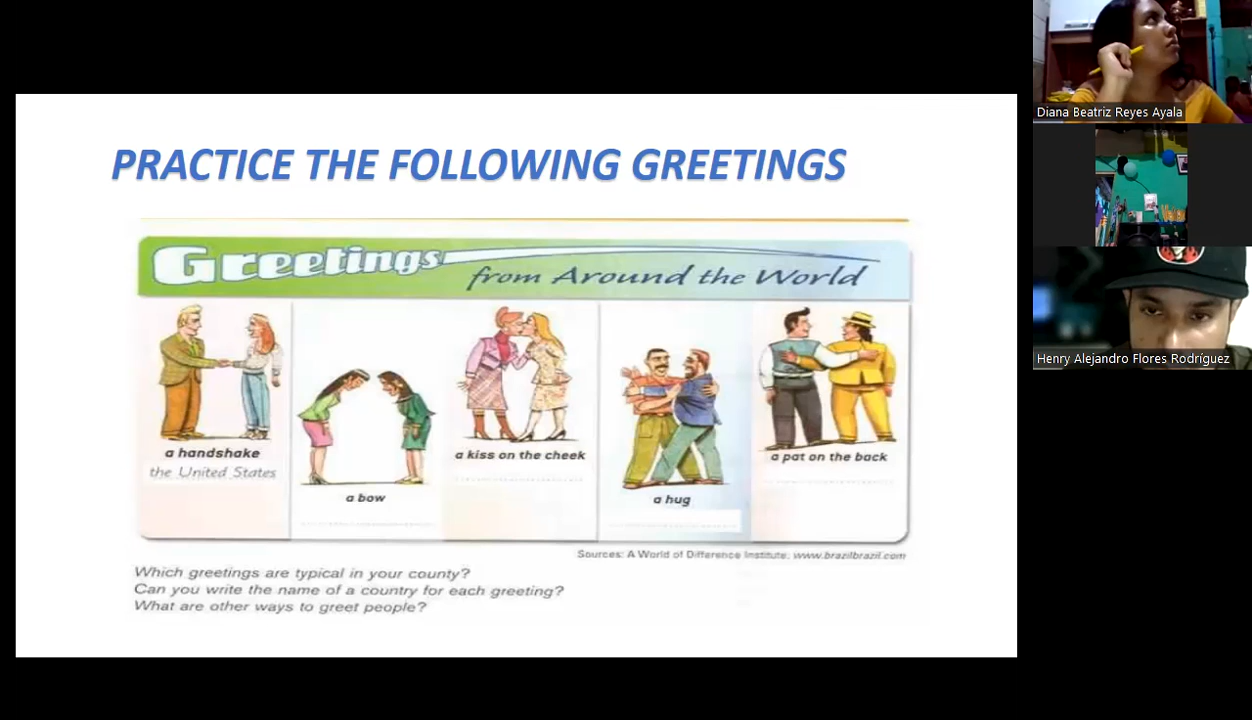 PRACTICE THE FOLLOWING GREETINGS
Greetings
from Around the World
a handshake
the United States
a bow
a kiss on the cheek
a hug
a pat on the back
Sources: A World of Difference Institute; www.brazilbrazil.com
Which greetings are typical in your county?
Can you write the name of a country for each greeting?
What are other ways to greet people?
Diana Beatriz Reyes Ayala
Henry Alejandro Flores Rodríguez